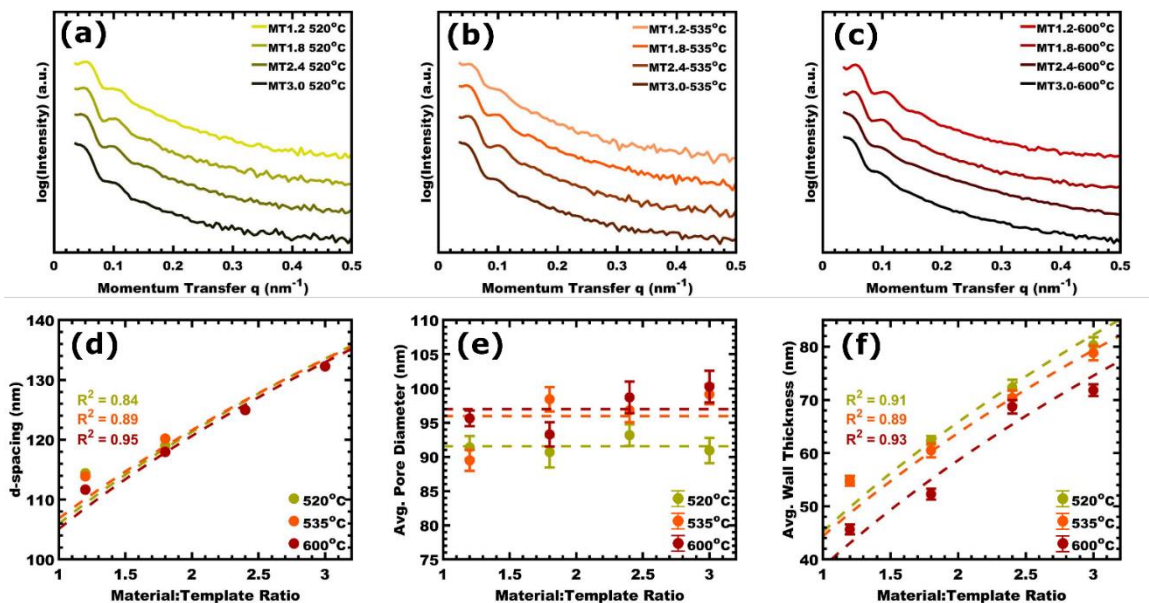 (a)
MT1.2 520°C
MT1.8 520°C
MT2.4 520°C
MT3.0 520°C
log(Intensity) (a.u.)
0 0.1 0.2 0.3 0.4 0.5
Momentum Transfer q (nm⁻¹)
(b)
MT1.2-535°C
MT1.8-535°C
MT2.4-535°C
MT3.0-535°C
log(Intensity) (a.u.)
0 0.1 0.2 0.3 0.4 0.5
Momentum Transfer q (nm⁻¹)
(c)
MT1.2-600°C
MT1.8-600°C
MT2.4-600°C
MT3.0-600°C
log(Intensity) (a.u.)
0 0.1 0.2 0.3 0.4 0.5
Momentum Transfer q (nm⁻¹)
(d)
140
130
120
110
100
d-spacing (nm)
R² = 0.84
R² = 0.89
R² = 0.95
520°C
535°C
600°C
1 1.5 2 2.5 3
Material:Template Ratio
(e)
110
105
100
95
90
85
80
75
Avg. Pore Diameter (nm)
520°C
535°C
600°C
1 1.5 2 2.5 3
Material:Template Ratio
(f)
80
70
60
50
40
Avg. Wall Thickness (nm)
R² = 0.91
R² = 0.89
R² = 0.93
520°C
535°C
600°C
1 1.5 2 2.5 3
Material:Template Ratio